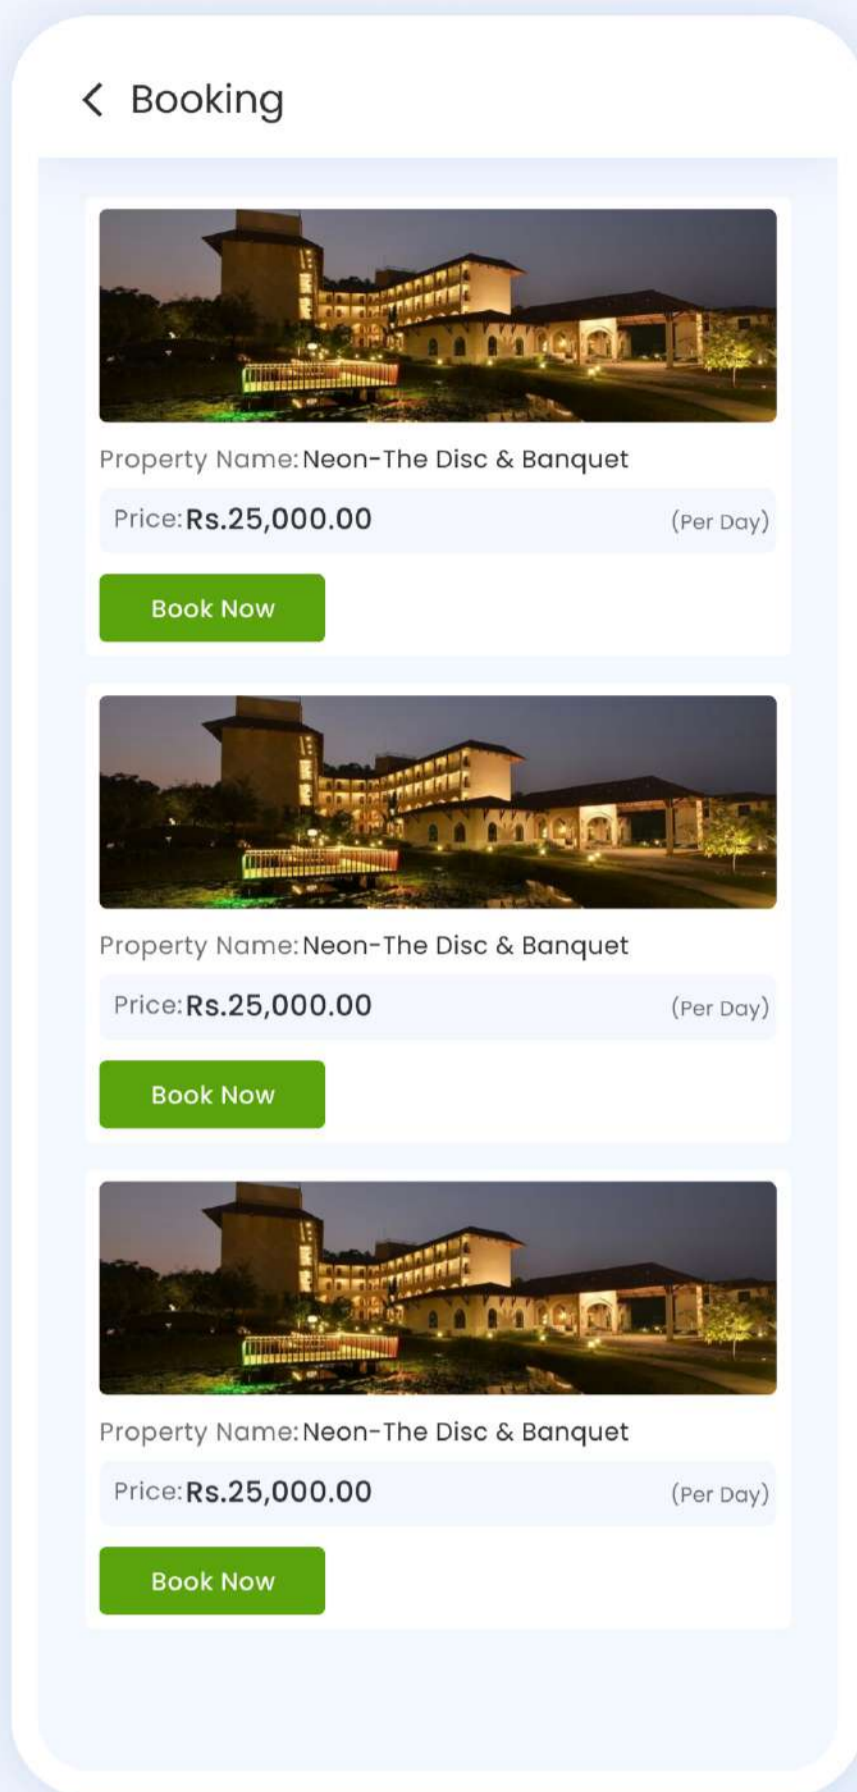 Booking
Property Name: Neon-The Disc & Banquet
Price: Rs.25,000.00 (Per Day)
Book Now
Property Name: Neon-The Disc & Banquet
Price: Rs.25,000.00 (Per Day)
Book Now
Property Name: Neon-The Disc & Banquet
Price: Rs.25,000.00 (Per Day)
Book Now